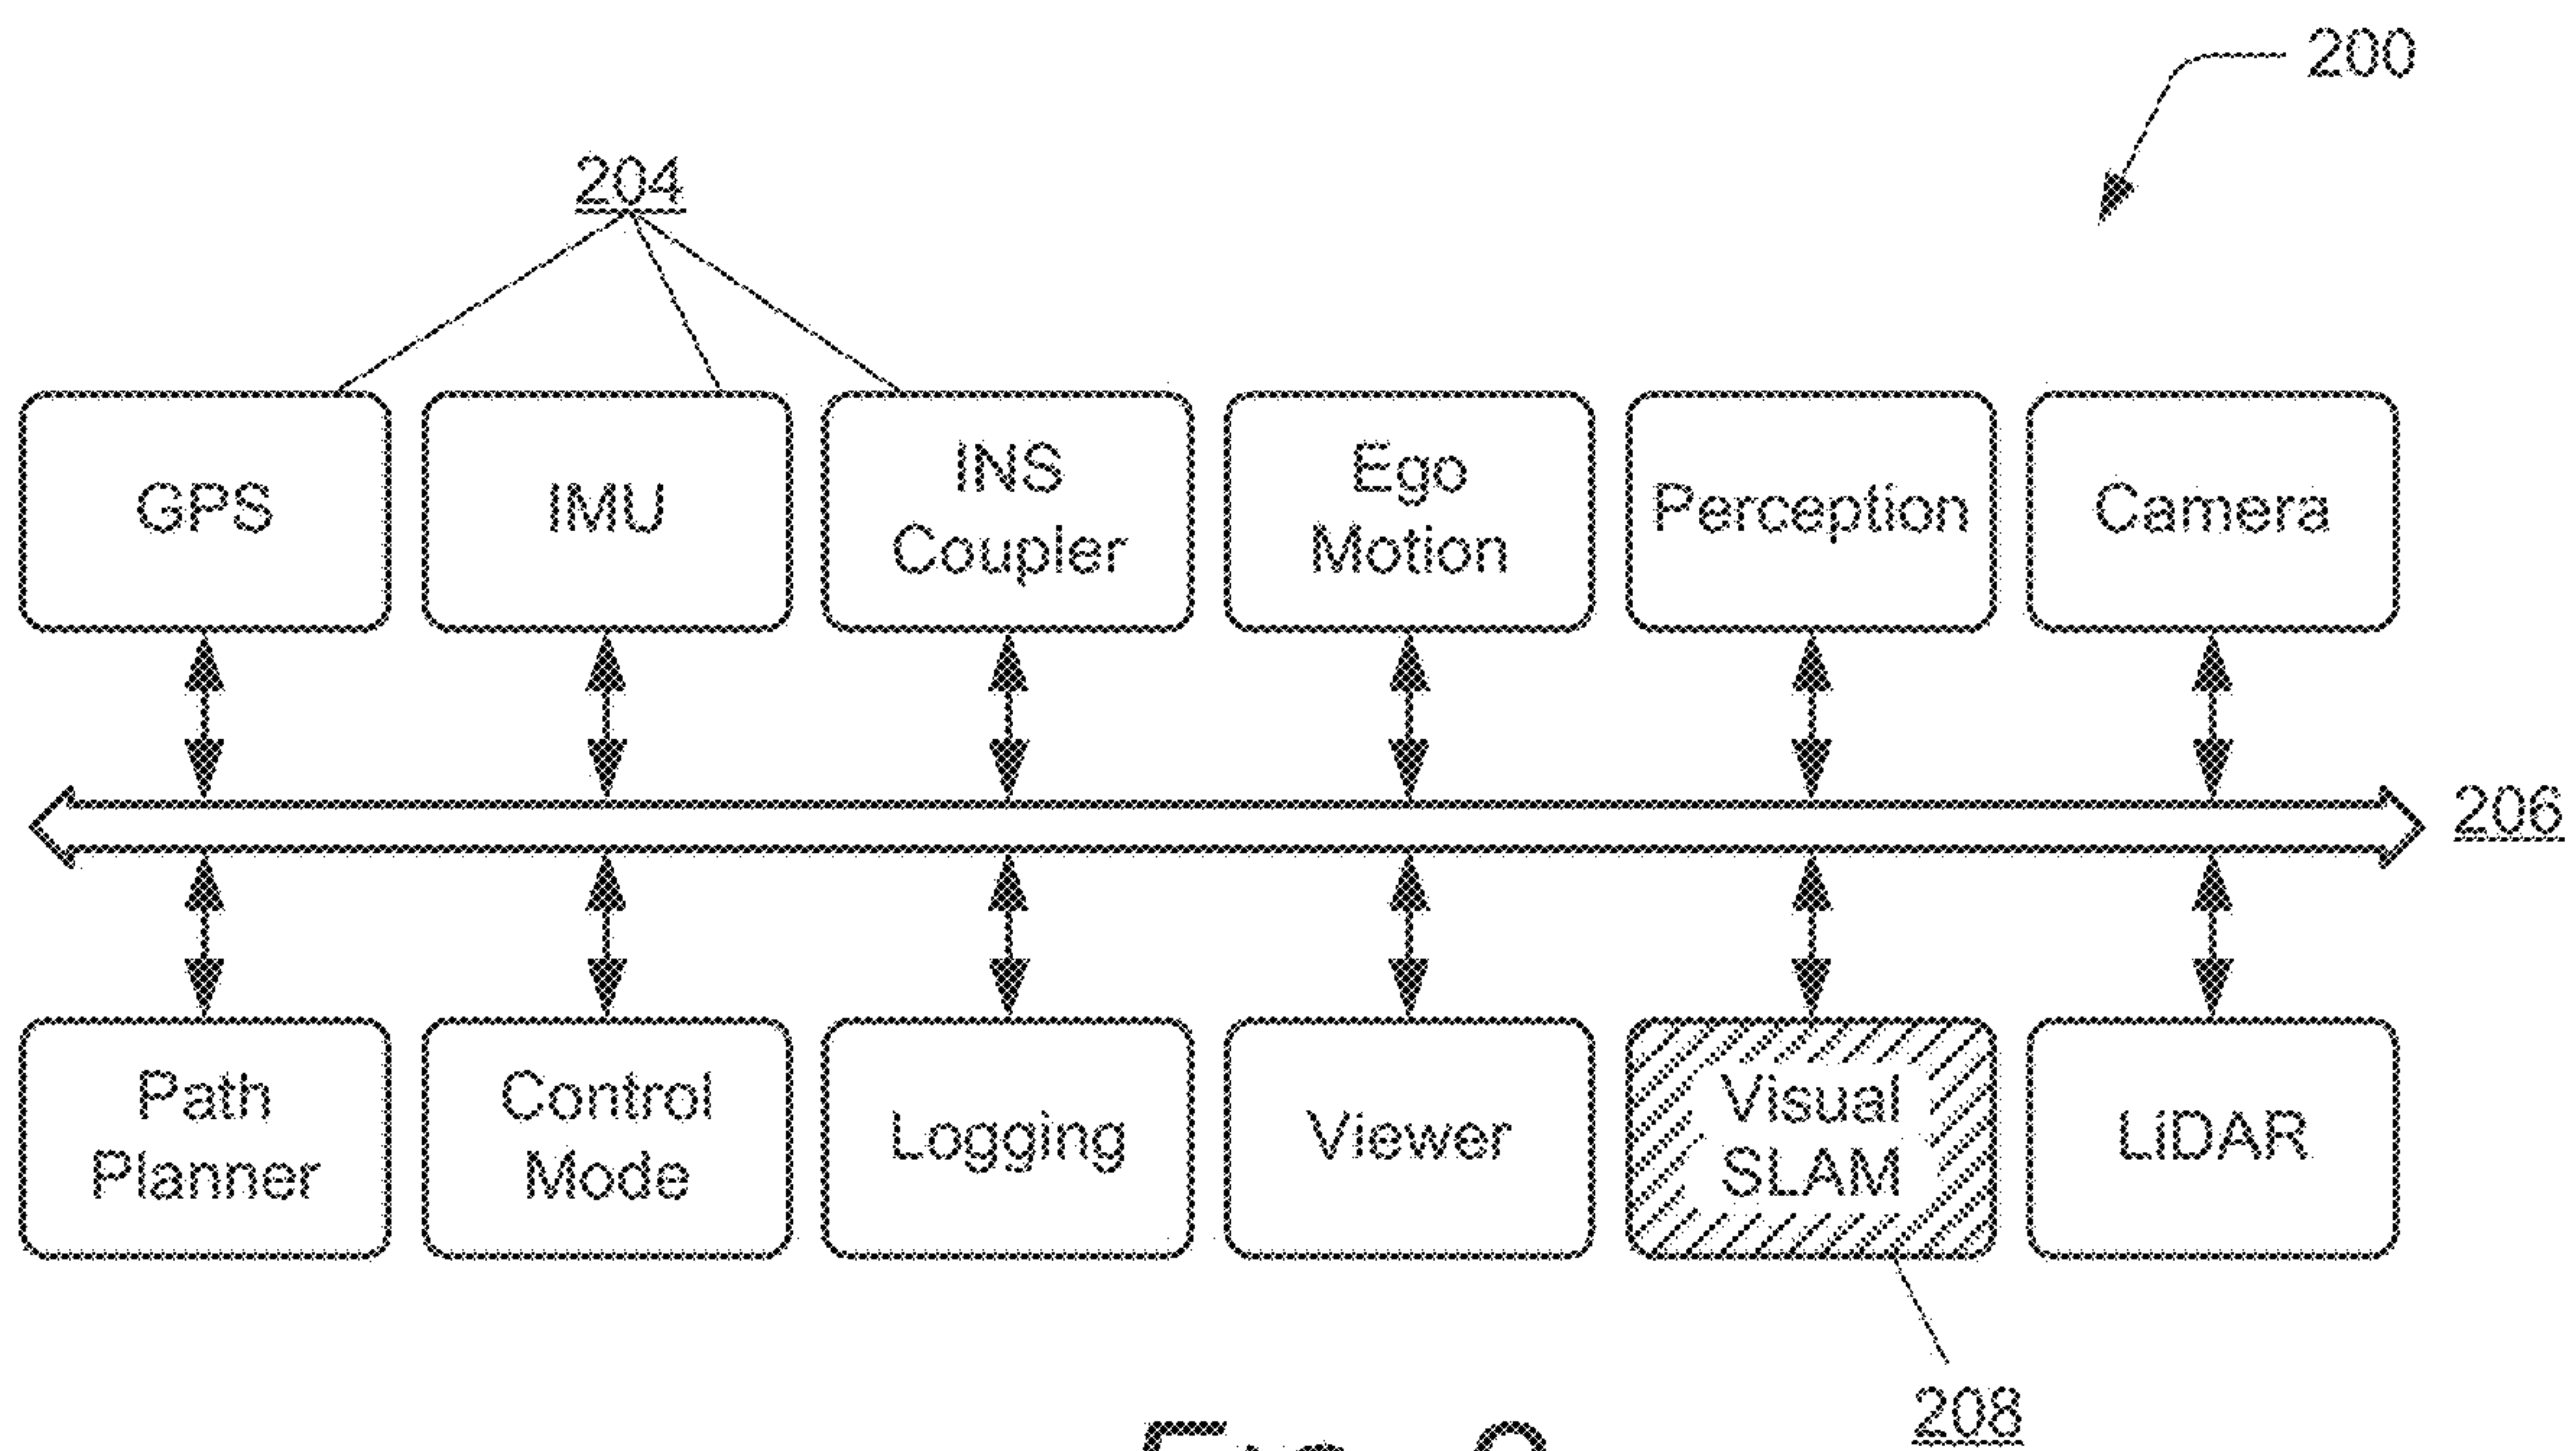 200
204
GPS
IMU
INS
Coupler
Ego
Motion
Perception
Camera
206
Path
Planner
Control
Mode
Logging
Viewer
Visual
SLAM
LiDAR
208